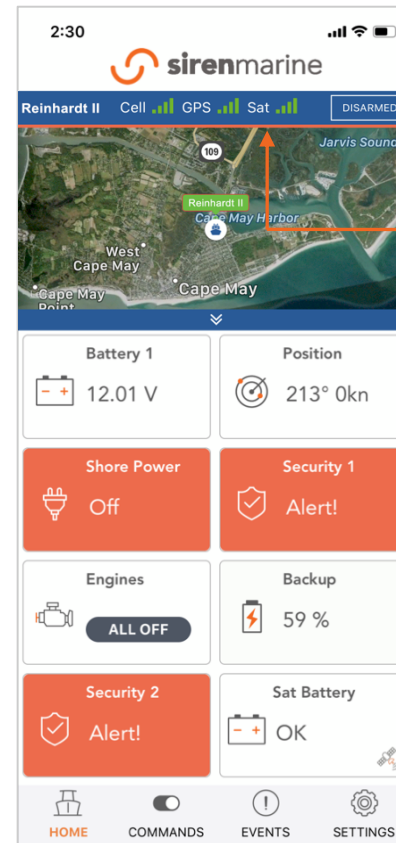 2:30
sirenmarine
Reinhardt II Cell GPS Sat DISARMED
109
Jarvis Sound
Reinhardt II
Cape May Harbor
West
Cape May
Cape May
Point
Cape May
Battery 1
12.01 V
Position
213° 0kn
Shore Power
Off
Security 1
Alert!
Engines
ALL OFF
Backup
59 %
Security 2
Alert!
Sat Battery
OK
HOME COMMANDS EVENTS SETTINGS